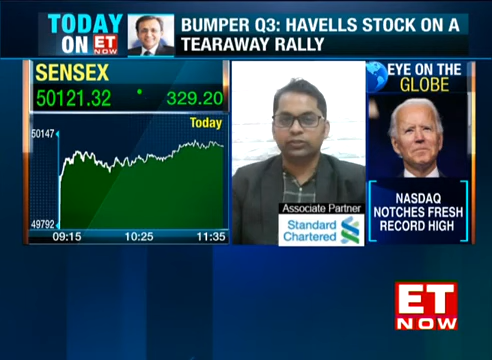 TODAY
ON ET NOW
BUMPER Q3: HAVELLS STOCK ON A
TEARAWAY RALLY
SENSEX
50121.32 329.20
Today
50147
49792
09:15 10:25 11:35
Associate Partner
Standard
Chartered
EYE ON THE
GLOBE
NASDAQ
NOTCHES FRESH
RECORD HIGH
ET
NOW